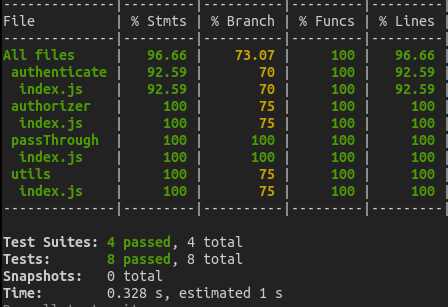 --------------|---------|----------|---------|---------|
File          | % Stmts | % Branch | % Funcs | % Lines |
--------------|---------|----------|---------|---------|
All files     |   96.66 |    73.07 |     100 |   96.66 |
 authenticate |   92.59 |       70 |     100 |   92.59 |
  index.js    |   92.59 |       70 |     100 |   92.59 |
 authorizer   |     100 |       75 |     100 |     100 |
  index.js    |     100 |       75 |     100 |     100 |
 passThrough  |     100 |      100 |     100 |     100 |
  index.js    |     100 |      100 |     100 |     100 |
 utils        |     100 |       75 |     100 |     100 |
  index.js    |     100 |       75 |     100 |     100 |
--------------|---------|----------|---------|---------|
Test Suites: 4 passed, 4 total
Tests:       8 passed, 8 total
Snapshots:   0 total
Time:        0.328 s, estimated 1 s